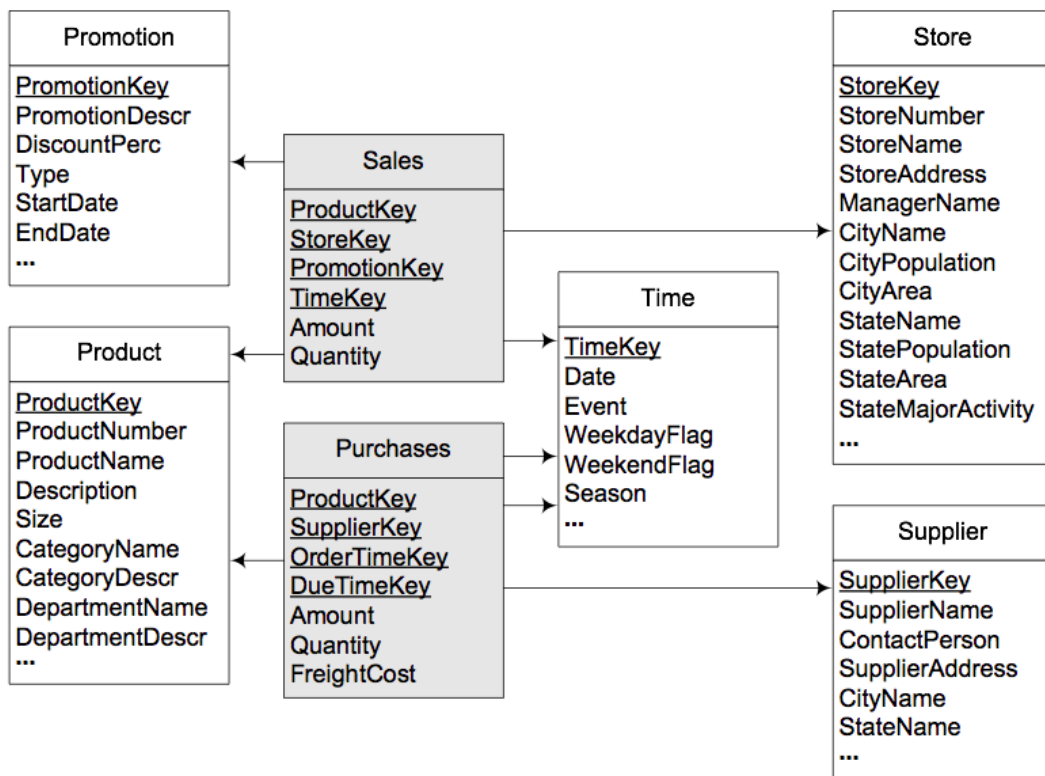 Promotion
PromotionKey
PromotionDescr
DiscountPerc
Type
StartDate
EndDate
...
Product
ProductKey
ProductNumber
ProductName
Description
Size
CategoryName
CategoryDescr
DepartmentName
DepartmentDescr
...
Sales
ProductKey
StoreKey
PromotionKey
TimeKey
Amount
Quantity
Purchases
ProductKey
SupplierKey
OrderTimeKey
DueTimeKey
Amount
Quantity
FreightCost
Time
TimeKey
Date
Event
WeekdayFlag
WeekendFlag
Season
...
Store
StoreKey
StoreNumber
StoreName
StoreAddress
ManagerName
CityName
CityPopulation
CityArea
StateName
StatePopulation
StateArea
StateMajorActivity
...
Supplier
SupplierKey
SupplierName
ContactPerson
SupplierAddress
CityName
StateName
...